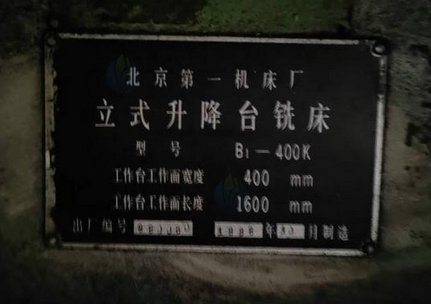 北京第一机床厂
立式升降台铣床
型号 B₁—400K
工作台工作面宽度 400 mm
工作台工作面长度 1600 mm
出厂编号 年 月制造